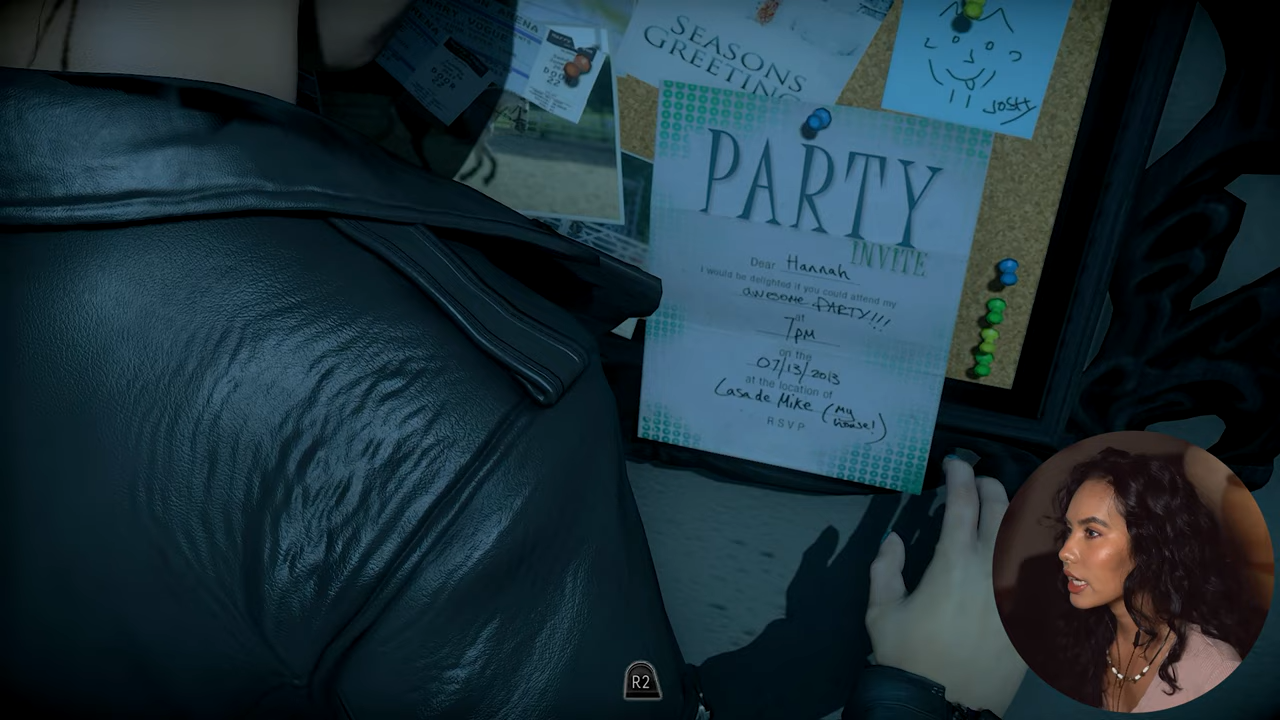 SEASONS
GREETING
JOSH
PARTY
INVITE
Dear Hannah
I would be delighted if you could attend my
awesome PARTY!!!
at
7pm
on the
07/13/2013
at the location of
Casa de Mike (my house!)
RSVP
R2